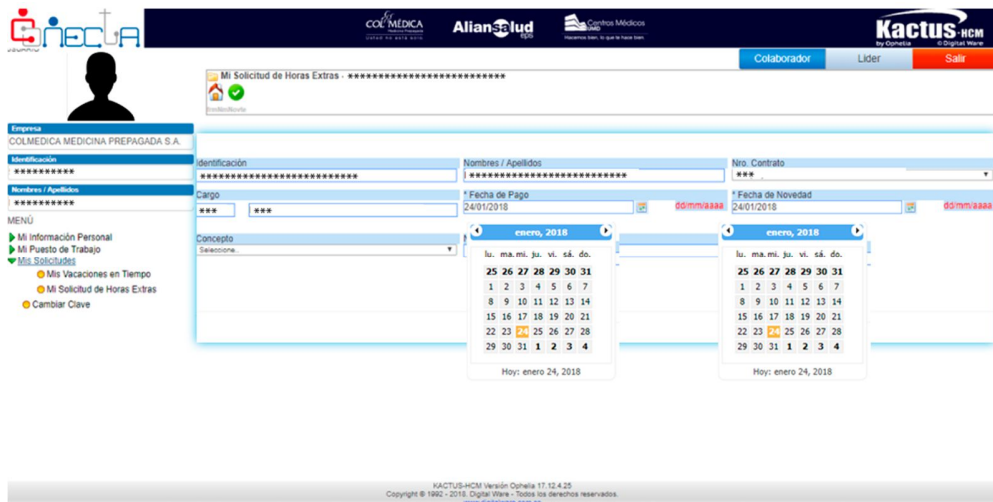 Conecta
COLMÉDICA
Medicina Prepagada
USTED NO ESTÁ SOLO
Aliansalud
eps
Centros Médicos
Hacemos bien, lo que te hace bien.
Kactus-HCM
by Ophelia © Digital Ware
Colaborador Líder Salir
Mi Solicitud de Horas Extras - ***************************
Empresa
COLMEDICA MEDICINA PREPAGADA S.A.
Identificación
**********
Nombres / Apellidos
**********
MENÚ
Mi Información Personal
Mi Puesto de Trabajo
Mis Solicitudes
Mis Vacaciones en Tiempo
Mi Solicitud de Horas Extras
Cambiar Clave
Identificación Nombres / Apellidos Nro. Contrato
*************************** *************************** ***
Cargo * Fecha de Pago * Fecha de Novedad
*** *** 24/01/2018 dd/mm/aaaa 24/01/2018 dd/mm/aaaa
Concepto
Seleccione..
enero, 2018
lu. ma. mi. ju. vi. sá. do.
25 26 27 28 29 30 31
1 2 3 4 5 6 7
8 9 10 11 12 13 14
15 16 17 18 19 20 21
22 23 24 25 26 27 28
29 30 31 1 2 3 4
Hoy: enero 24, 2018
enero, 2018
lu. ma. mi. ju. vi. sá. do.
25 26 27 28 29 30 31
1 2 3 4 5 6 7
8 9 10 11 12 13 14
15 16 17 18 19 20 21
22 23 24 25 26 27 28
29 30 31 1 2 3 4
Hoy: enero 24, 2018
KACTUS-HCM Versión Ophelia 17.12.4.25
Copyright © 1992 - 2018. Digital Ware - Todos los derechos reservados.